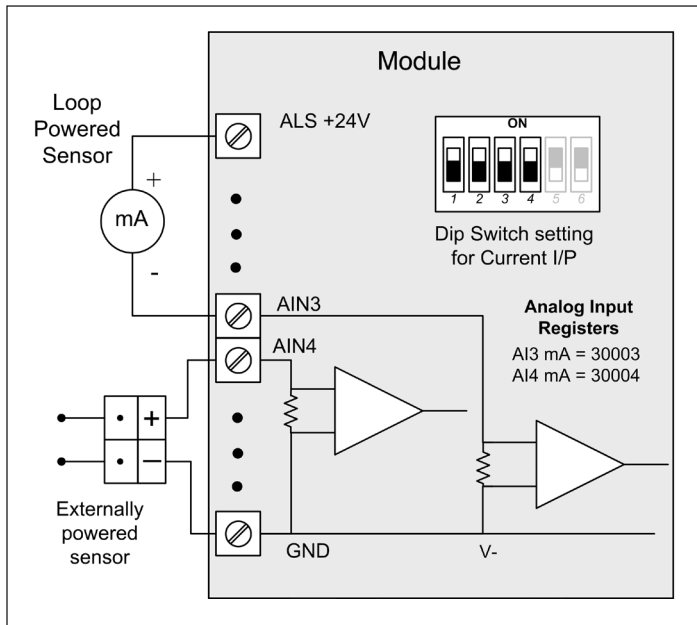 Module
Loop
Powered
Sensor
ALS +24V
ON
1 2 3 4 5 6
+
mA
-
Dip Switch setting
for Current I/P
AIN3
Analog Input
Registers
AI3 mA = 30003
AI4 mA = 30004
AIN4
+
−
Externally
powered
sensor
GND
V-